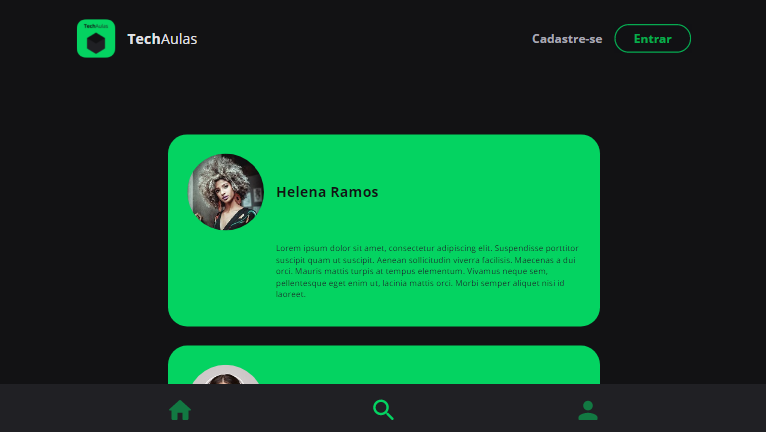 TechAulas
TechAulas
Cadastre-se
Entrar
Helena Ramos
Lorem ipsum dolor sit amet, consectetur adipiscing elit. Suspendisse porttitor
suscipit quam ut suscipit. Aenean sollicitudin viverra facilisis. Maecenas a dui
orci. Mauris mattis turpis at tempus elementum. Vivamus neque sem,
pellentesque eget enim ut, lacinia mattis orci. Morbi semper aliquet nisi id
laoreet.